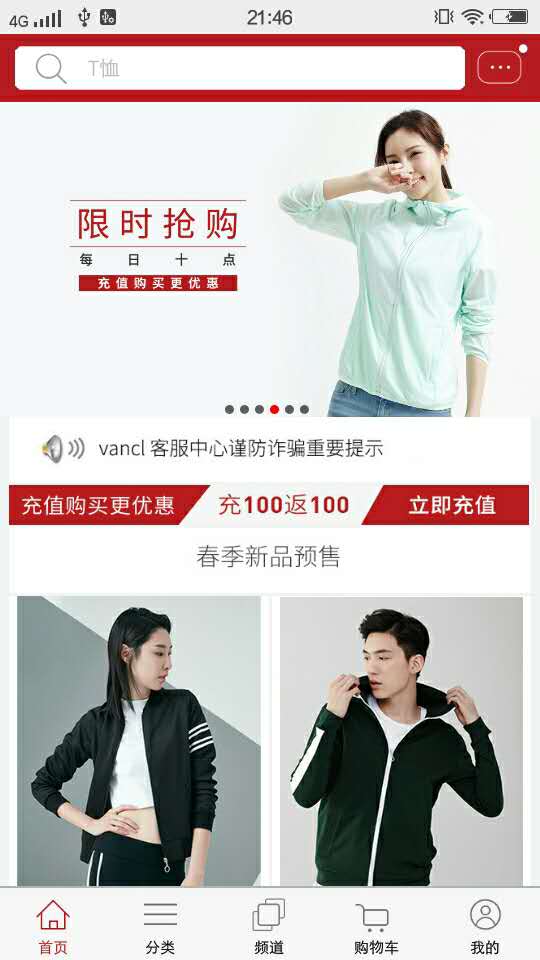 4G
21:46
T恤
限时抢购
每日十点
充值购买更优惠
vancl 客服中心谨防诈骗重要提示
充值购买更优惠 充100返100 立即充值
春季新品预售
首页 分类 频道 购物车 我的